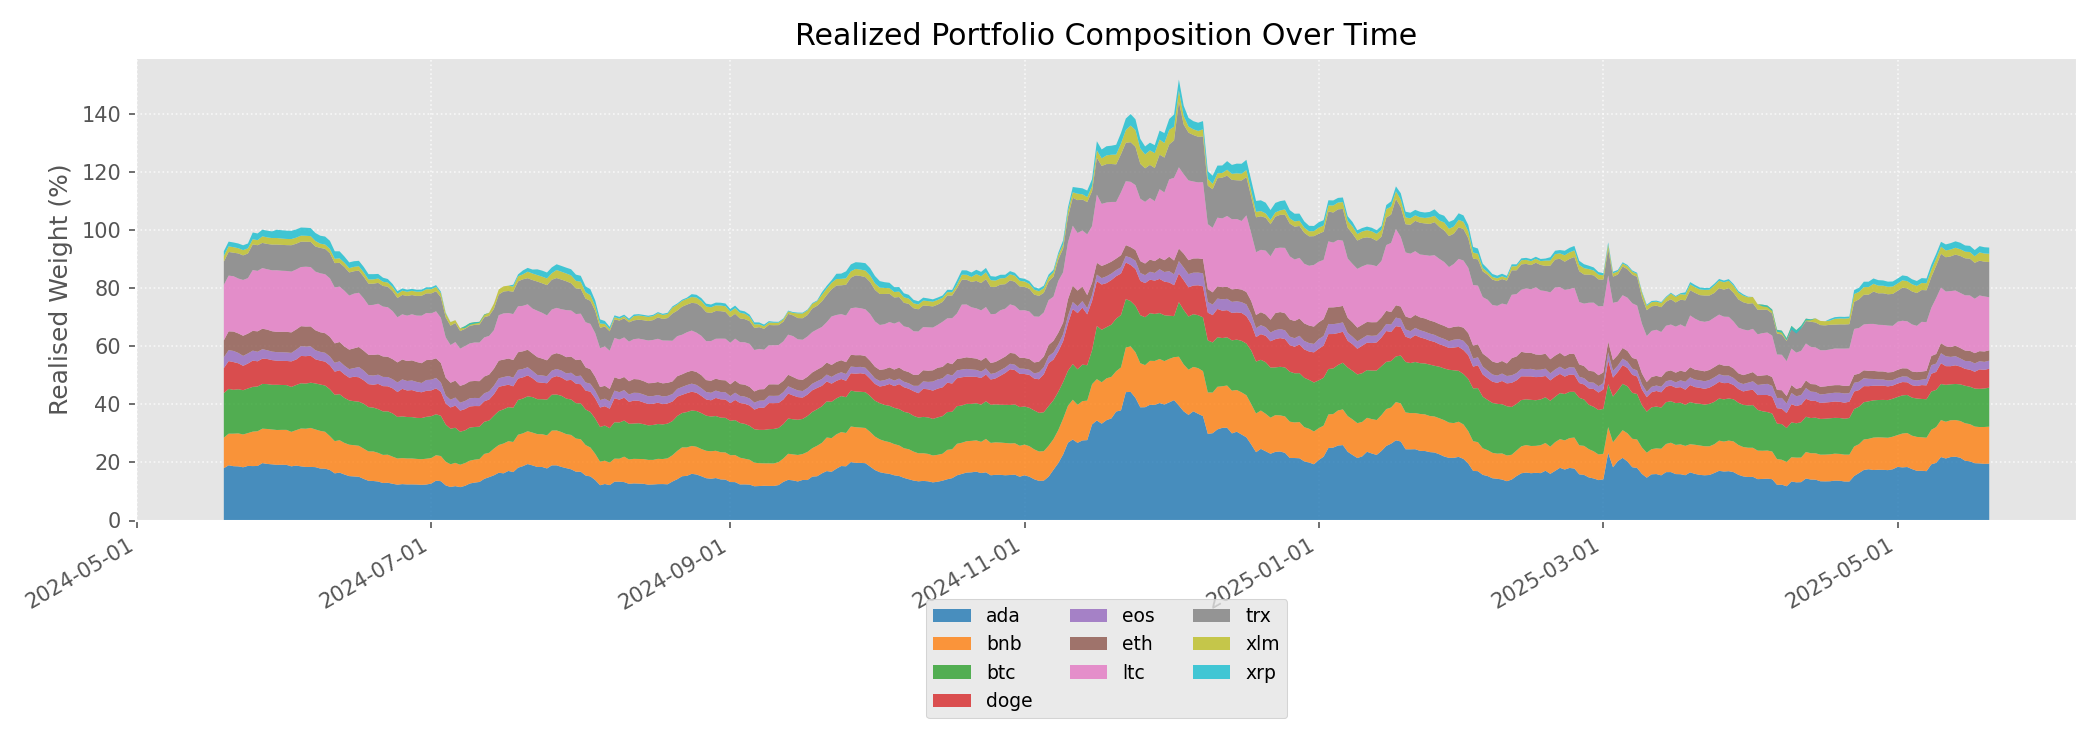 Realized Portfolio Composition Over Time
Realised Weight (%)
140
120
100
80
60
40
20
0
2024-05-01
2024-07-01
2024-09-01
2024-11-01
2025-01-01
2025-03-01
2025-05-01
ada
bnb
btc
doge
eos
eth
ltc
trx
xlm
xrp